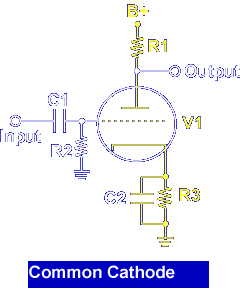 B+
R1
Output
C1
V1
Input
R2
C2
R3
Common Cathode